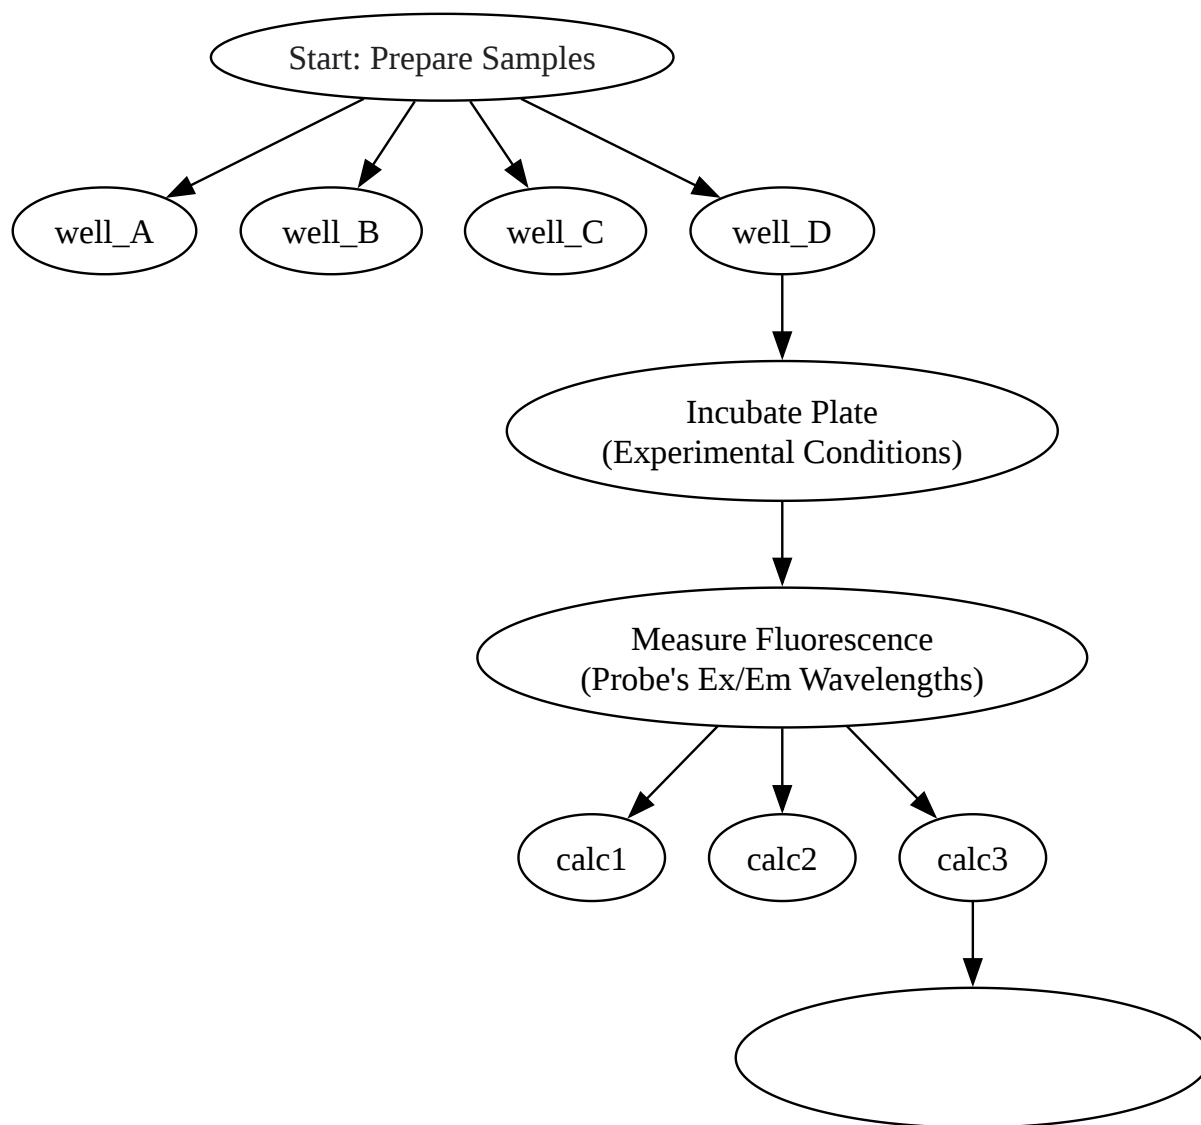 Start: Prepare Samples
well_A
well_B
well_C
well_D
Incubate Plate
(Experimental Conditions)
Measure Fluorescence
(Probe's Ex/Em Wavelengths)
calc1
calc2
calc3